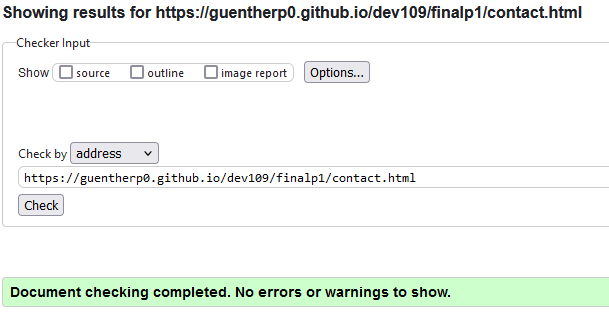 Showing results for https://guentherp0.github.io/dev109/finalp1/contact.html
Checker Input
Show source outline image report Options...
Check by address
https://guentherp0.github.io/dev109/finalp1/contact.html
Check
Document checking completed. No errors or warnings to show.